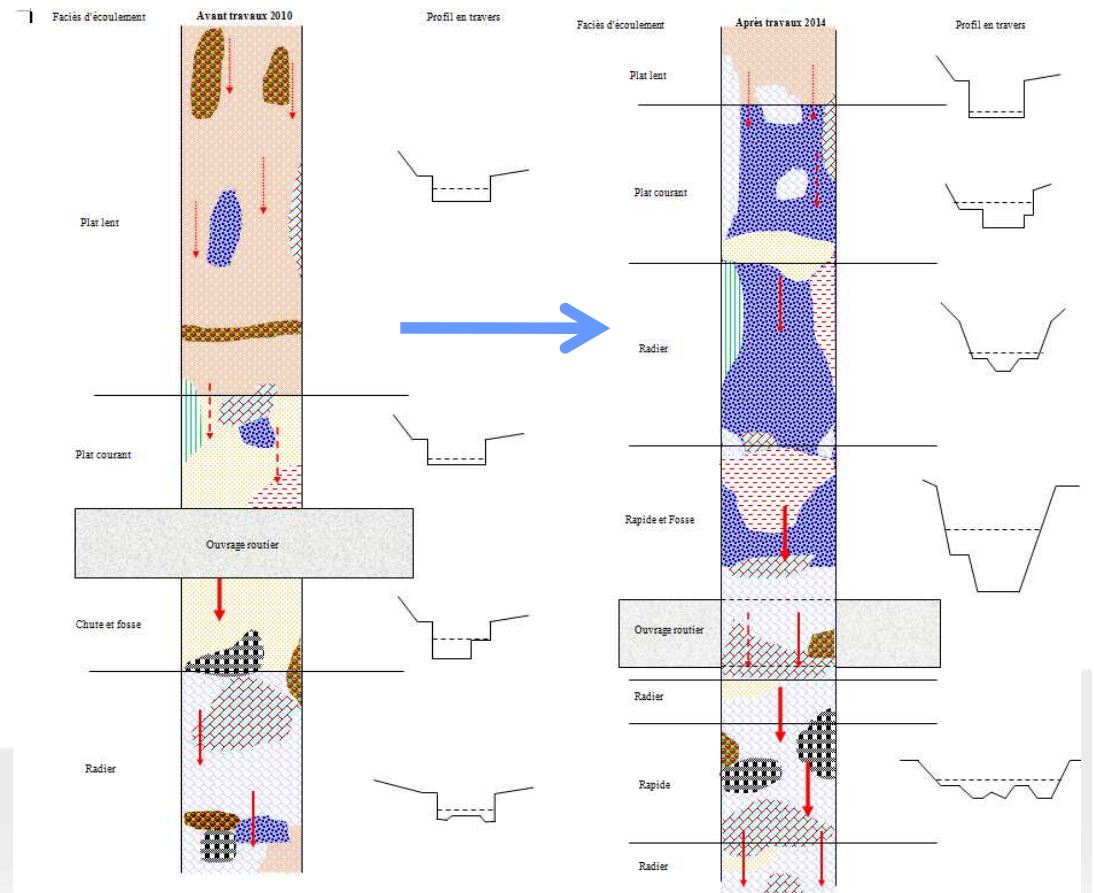 Faciès d'écoulement
Avant travaux 2010
Profil en travers
Plat lent
Plat courant
Ouvrage routier
Chute et fosse
Radier
Faciès d'écoulement
Après travaux 2014
Profil en travers
Plat lent
Plat courant
Radier
Rapide et Fosse
Ouvrage routier
Radier
Rapide
Radier